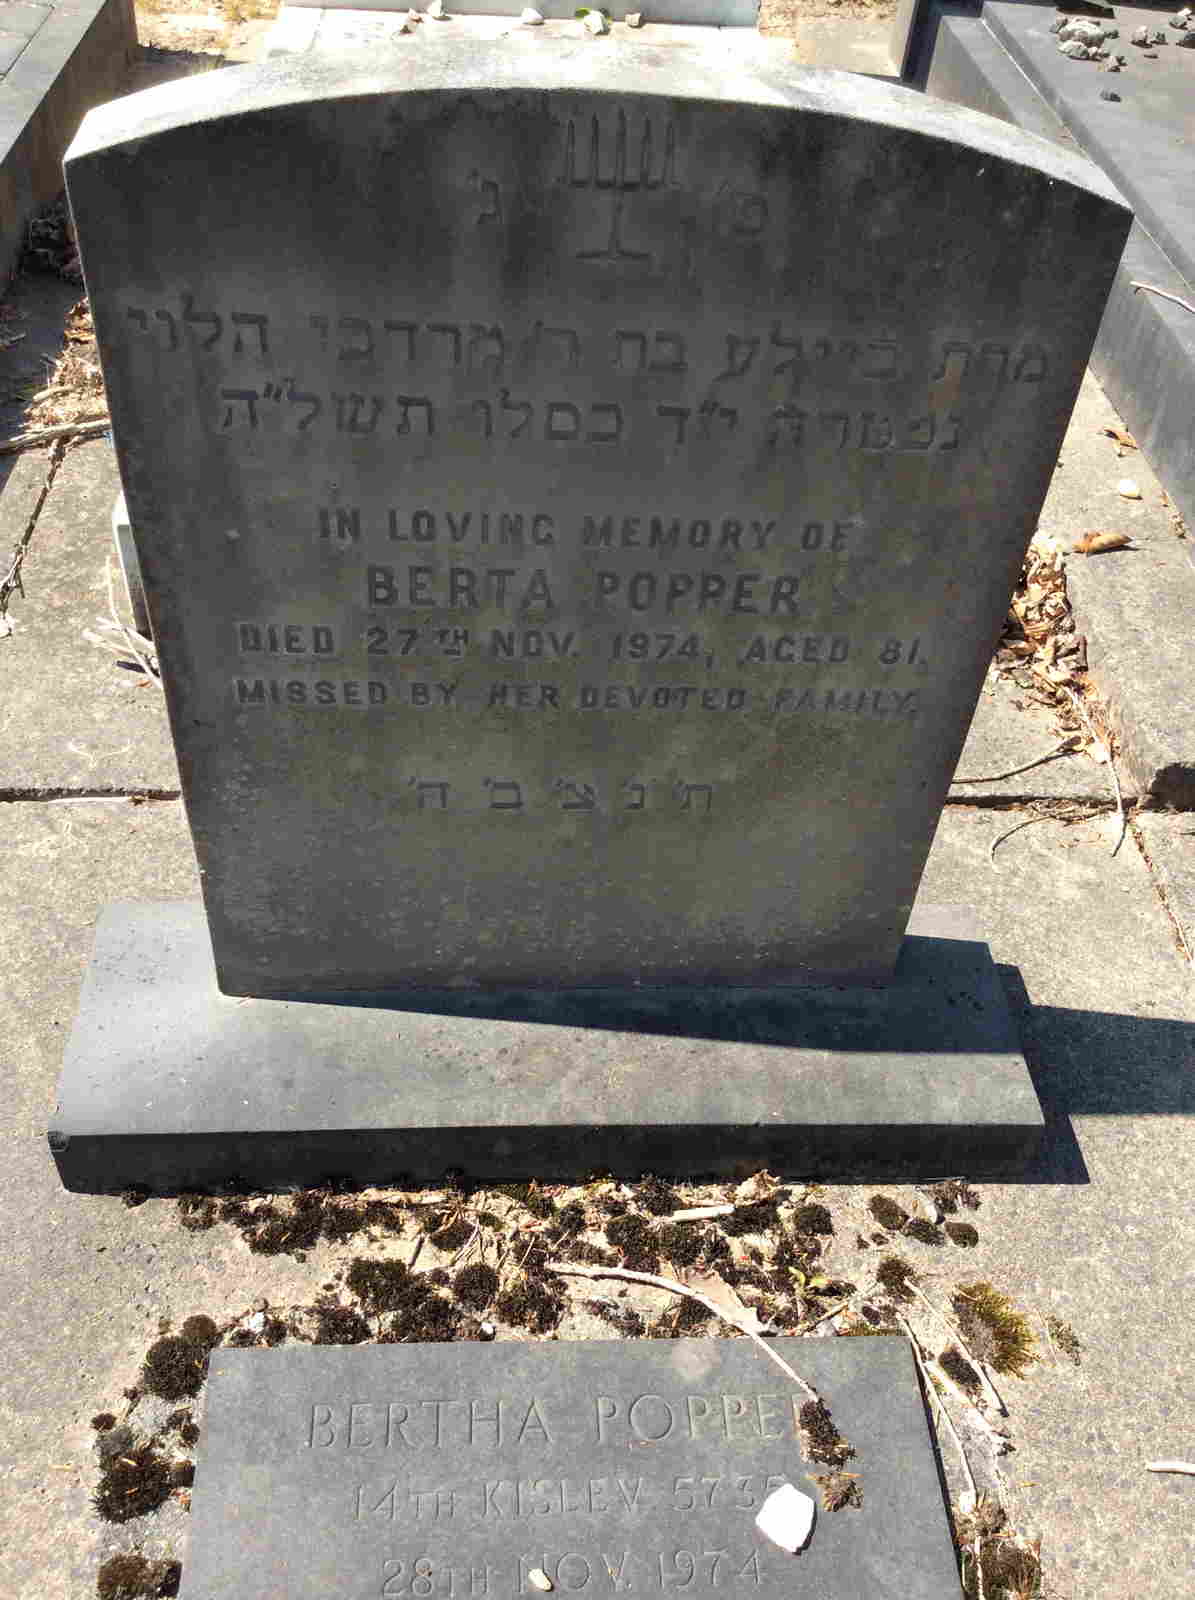 פ׳ נ׳
מרת ביילע בת ר׳ מרדכי הלוי
נפטרה י״ד כסלו תשל״ה
IN LOVING MEMORY OF
BERTA POPPER
DIED 27TH NOV. 1974, AGED 81.
MISSED BY HER DEVOTED FAMILY.
ת׳ נ׳ צ׳ ב׳ ה׳
BERTHA POPPER
14TH KISLEV 5735
28TH NOV. 1974